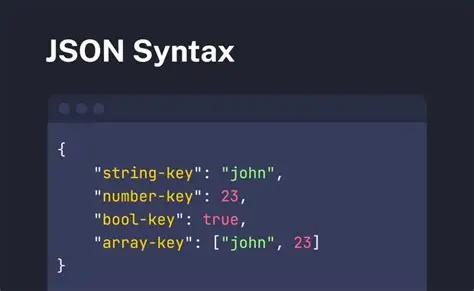 JSON Syntax
{
    "string-key": "john",
    "number-key": 23,
    "bool-key": true,
    "array-key": ["john", 23]
}